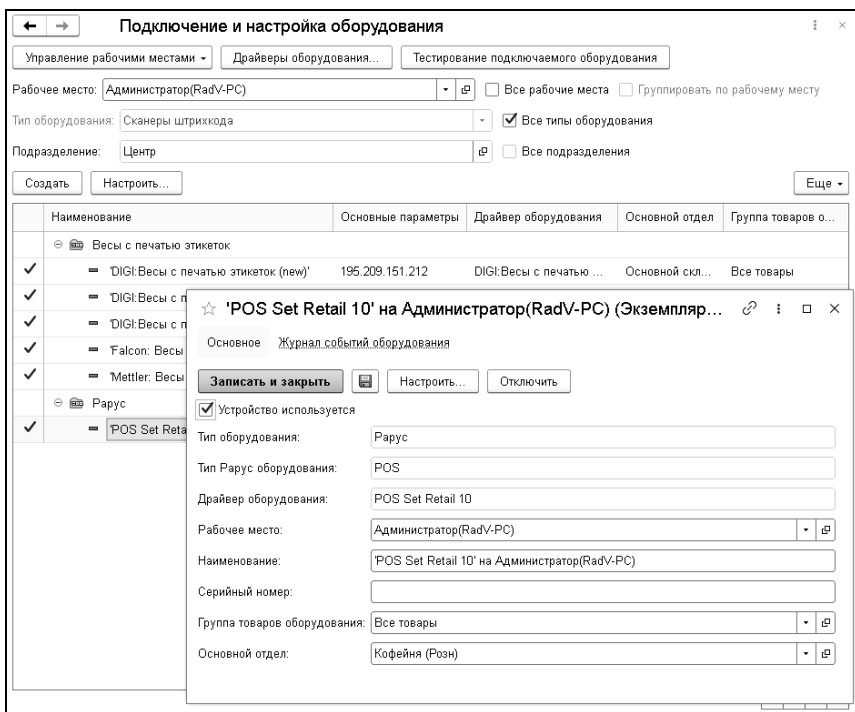 Подключение и настройка оборудования
Управление рабочими местами
Драйверы оборудования...
Тестирование подключаемого оборудования
Рабочее место: Администратор(RadV-PC) Все рабочие места Группировать по рабочему месту
Тип оборудования: Сканеры штрихкода Все типы оборудования
Подразделение: Центр Все подразделения
Создать Настроить... Еще
Наименование Основные параметры Драйвер оборудования Основной отдел Группа товаров о...
Весы с печатью этикеток
'DIGI:Весы с печатью этикеток (new)' 195.209.151.212 DIGI:Весы с печатью ... Основной скл... Все товары
'DIGI:Весы с п
'DIGI:Весы с п
'Falcon: Весы
'Mettler: Весы
Рарус
'POS Set Reta
'POS Set Retail 10' на Администратор(RadV-PC) (Экземпляр...
Основное Журнал событий оборудования
Записать и закрыть Настроить... Отключить
Устройство используется
Тип оборудования: Рарус
Тип Рарус оборудования: POS
Драйвер оборудования: POS Set Retail 10
Рабочее место: Администратор(RadV-PC)
Наименование: 'POS Set Retail 10' на Администратор(RadV-PC)
Серийный номер:
Группа товаров оборудования: Все товары
Основной отдел: Кофейня (Розн)